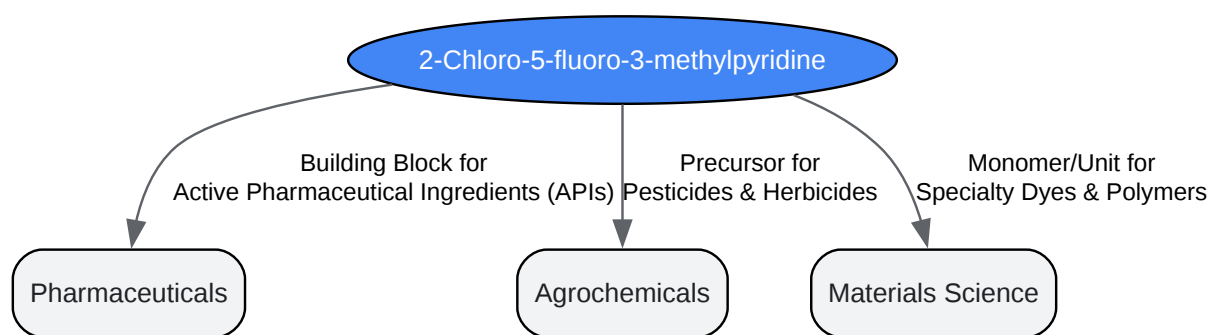 2-Chloro-5-fluoro-3-methylpyridine
Building Block for
Active Pharmaceutical Ingredients (APIs)
Precursor for
Pesticides & Herbicides
Monomer/Unit for
Specialty Dyes & Polymers
Pharmaceuticals
Agrochemicals
Materials Science